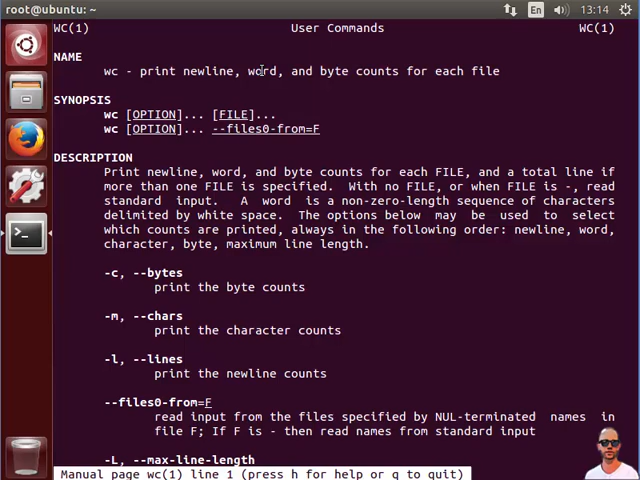 root@ubuntu: ~
En
13:14
WC(1) User Commands WC(1)
NAME
wc - print newline, word, and byte counts for each file
SYNOPSIS
wc [OPTION]... [FILE]...
wc [OPTION]... --files0-from=F
DESCRIPTION
Print newline, word, and byte counts for each FILE, and a total line if
more than one FILE is specified. With no FILE, or when FILE is -, read
standard input. A word is a non-zero-length sequence of characters
delimited by white space. The options below may be used to select
which counts are printed, always in the following order: newline, word,
character, byte, maximum line length.
-c, --bytes
print the byte counts
-m, --chars
print the character counts
-l, --lines
print the newline counts
--files0-from=F
read input from the files specified by NUL-terminated names in
file F; If F is - then read names from standard input
-L, --max-line-length
Manual page wc(1) line 1 (press h for help or q to quit)